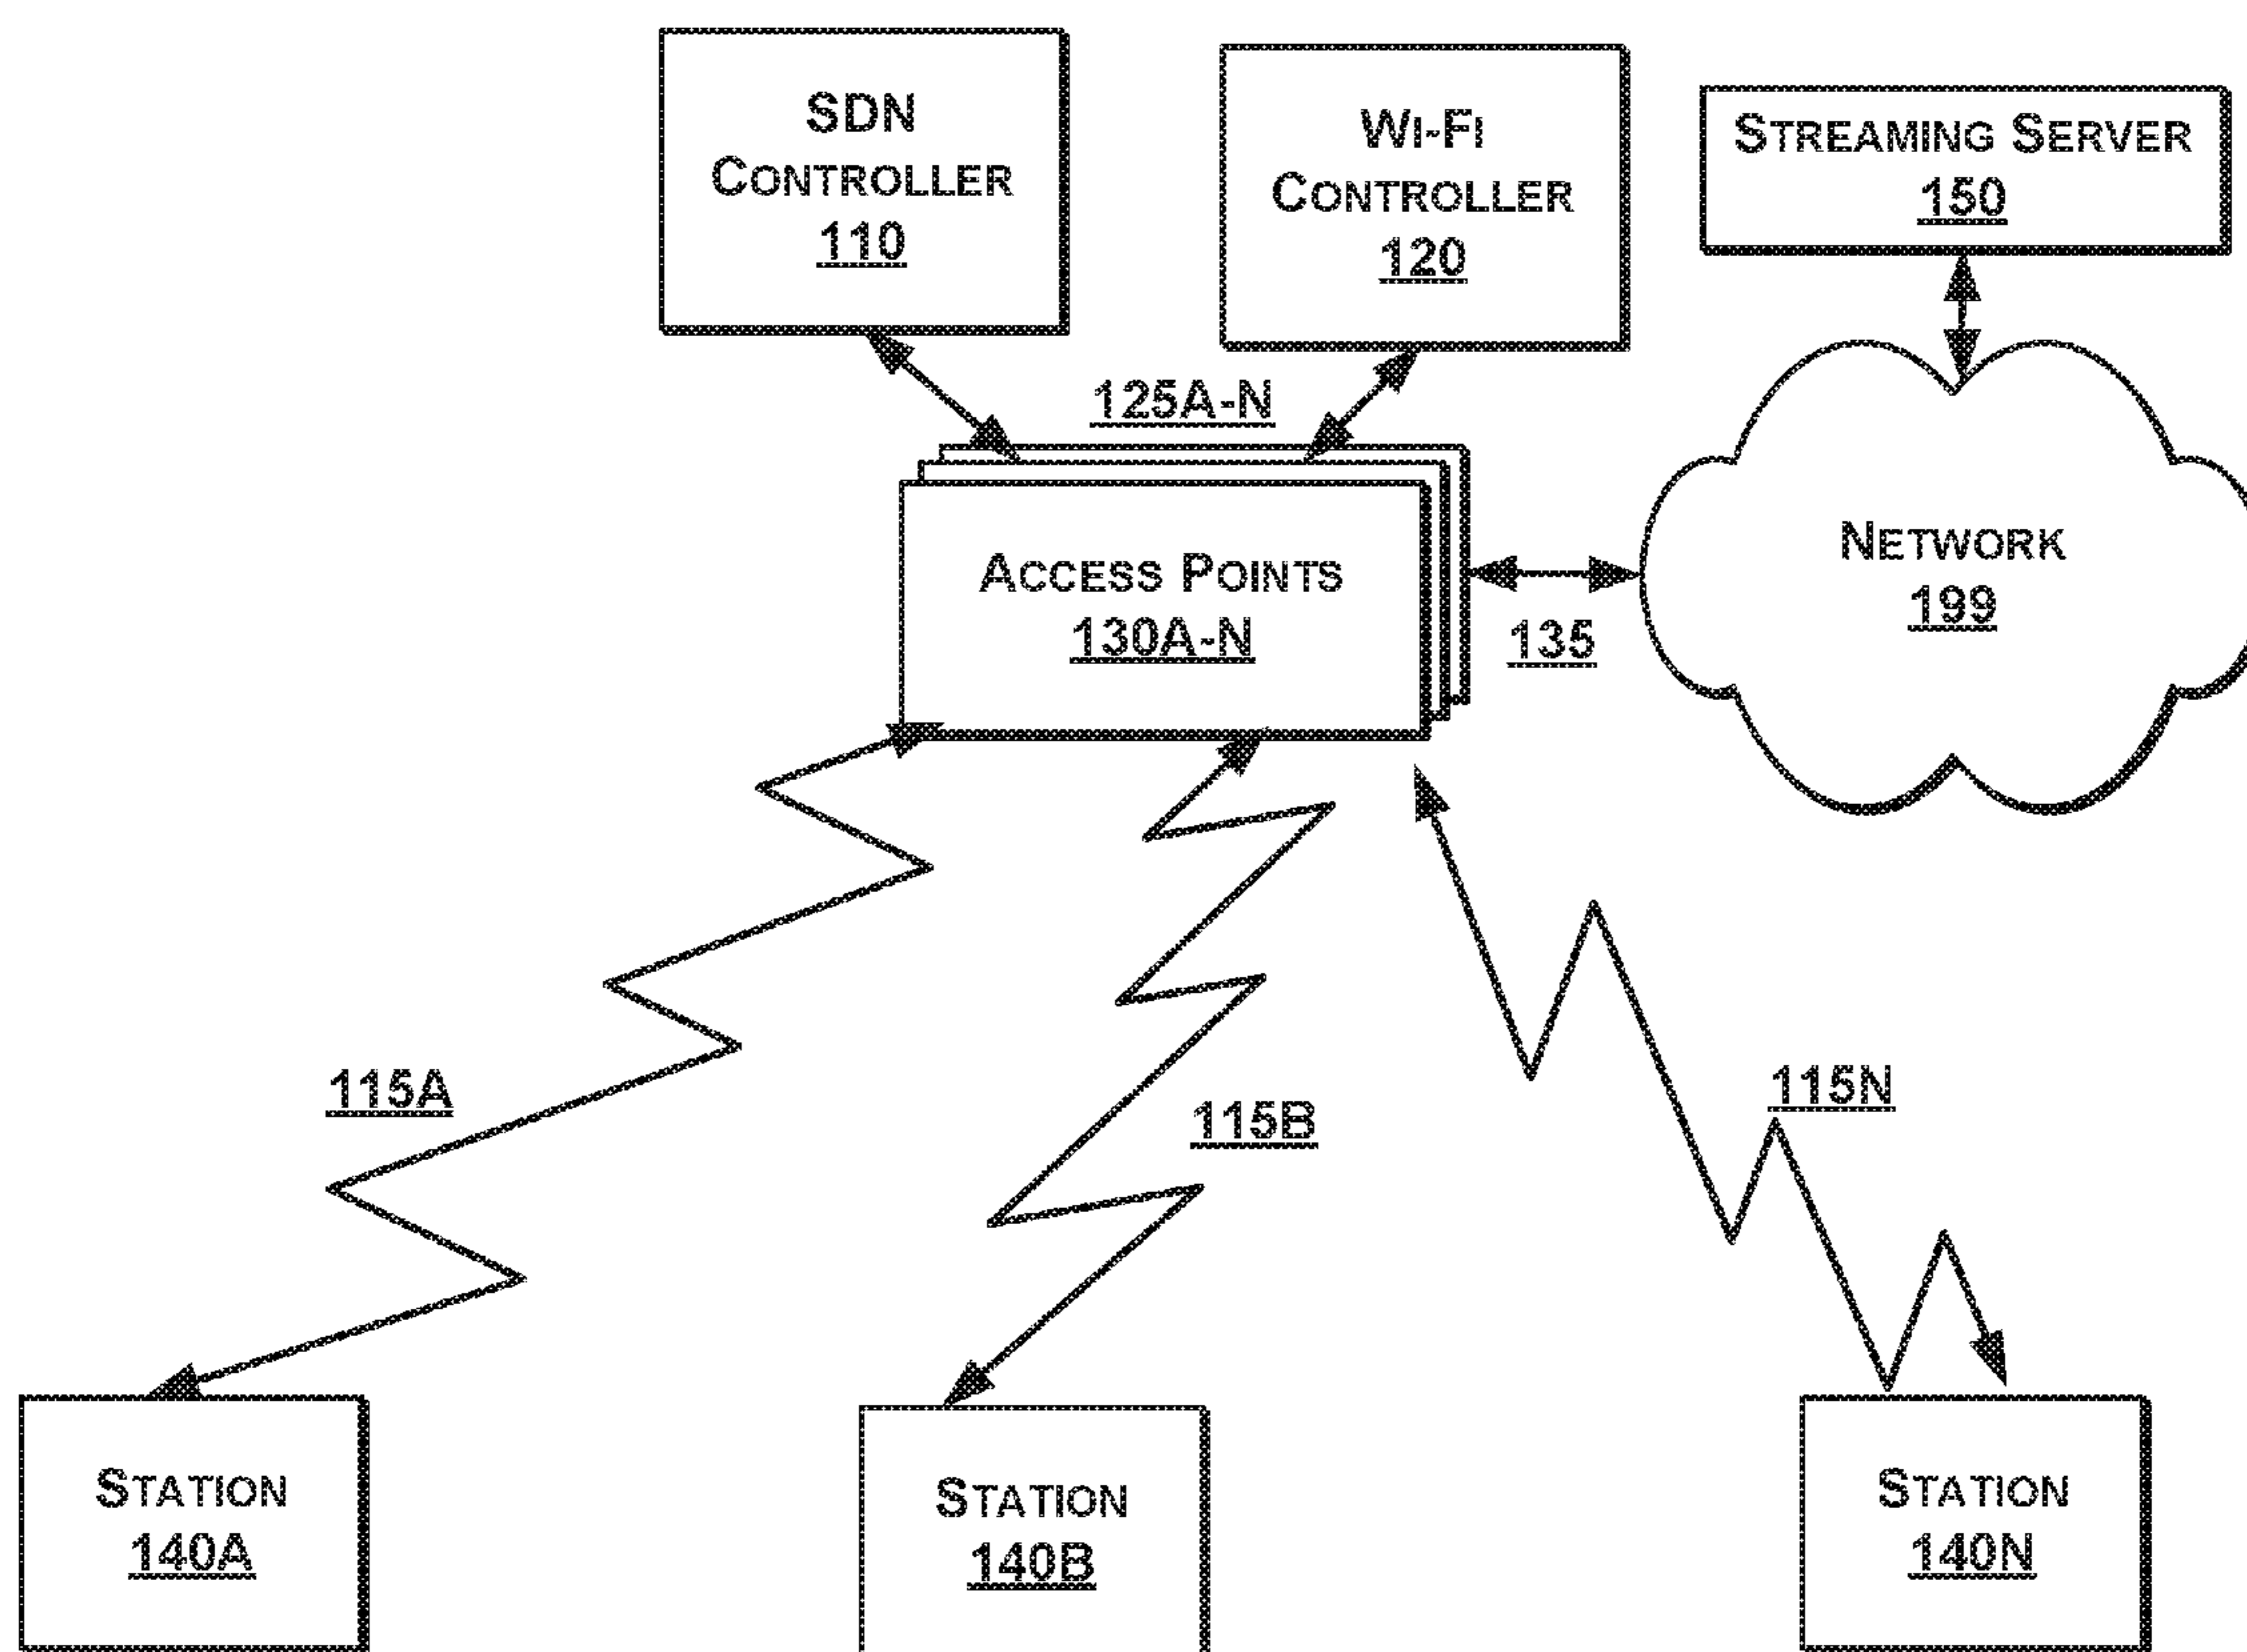 SDN
CONTROLLER
110
WI-FI
CONTROLLER
120
STREAMING SERVER
150
125A-N
ACCESS POINTS
130A-N
135
NETWORK
199
115A
115B
115N
STATION
140A
STATION
140B
STATION
140N